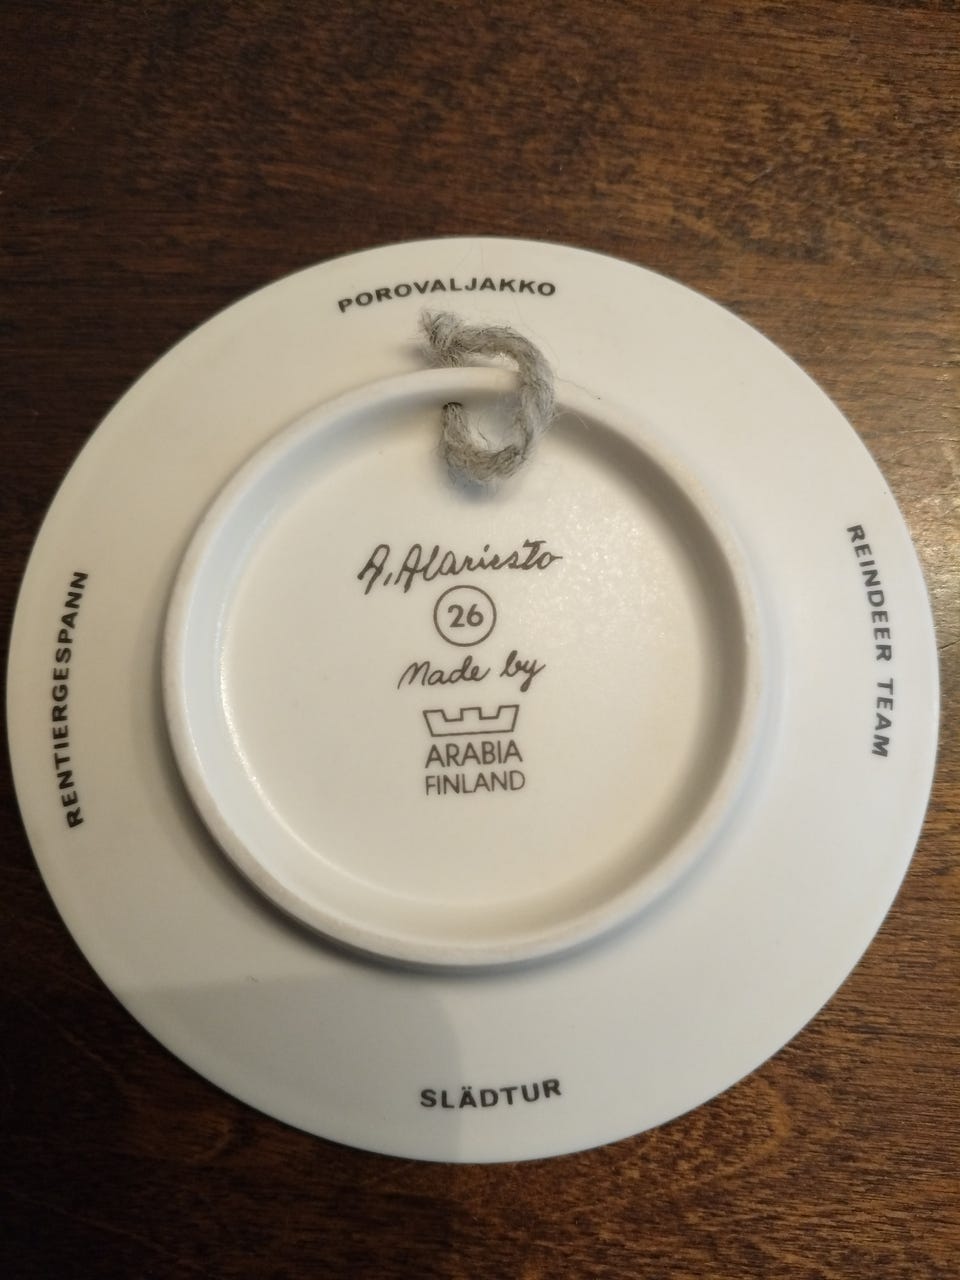 POROVALJAKKO
REINDEER TEAM
SLÄDTUR
RENTIERGESPANN
A. Alariesto
26
Made by
ARABIA
FINLAND